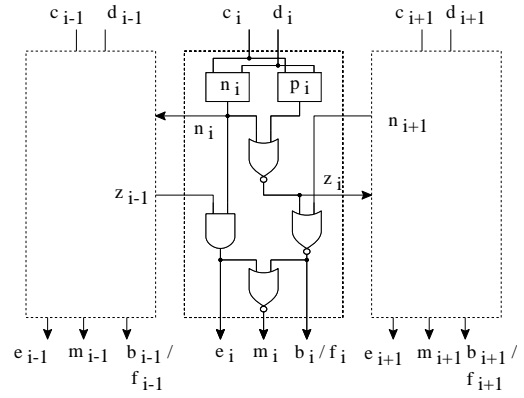 c i-1 d i-1 c i d i c i+1 d i+1
n i p i
n i n i+1
z i-1 z i
e i-1 m i-1 b i-1 / f i-1 e i m i b i / f i e i+1 m i+1 b i+1 / f i+1